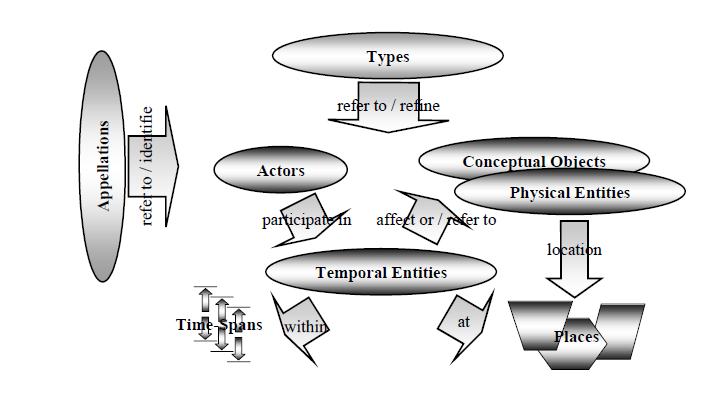 Types
refer to / refine
Appellations
refer to / identifie
Actors
Conceptual Objects
Physical Entities
participate in
affect or / refer to
location
Temporal Entities
Time-Spans
within
at
Places